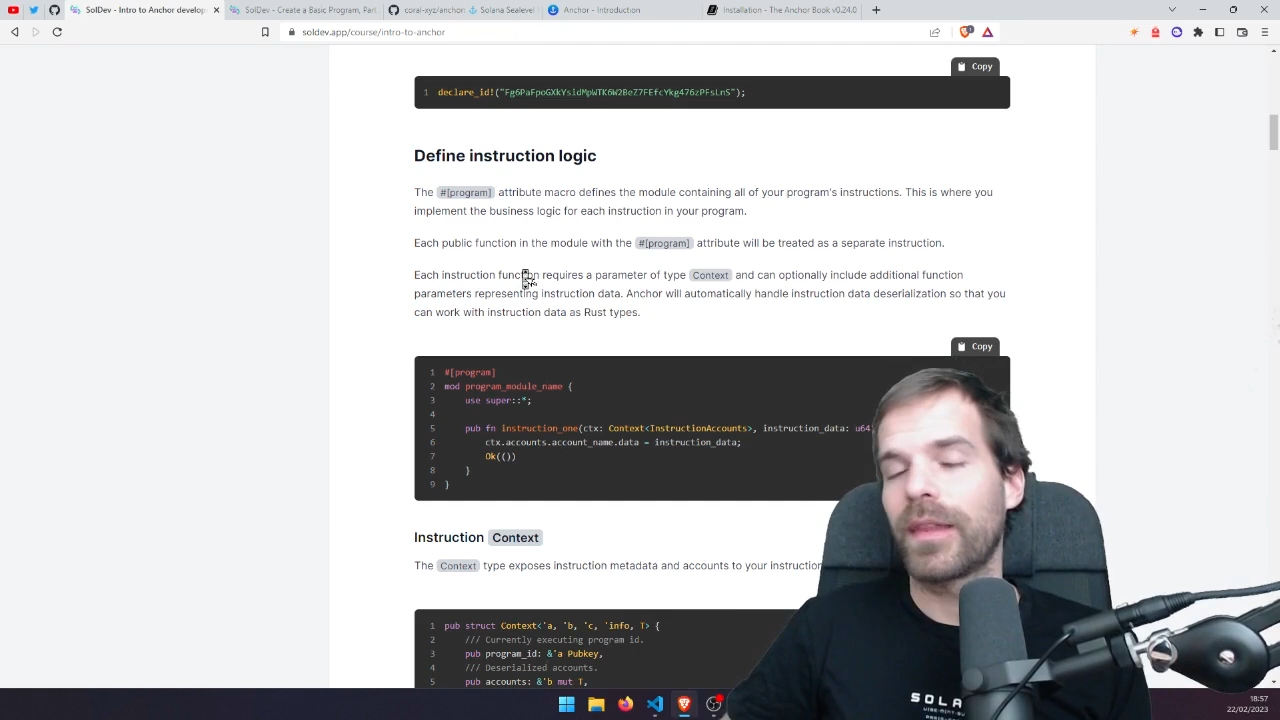 SolDev - Intro to Anchor develop
SolDev - Create a Basic Program, Par
coral-xyz/anchor: ⚓ Solana Sealevel
Anchor - Introduction
Installation - The Anchor Book v0.24.0
soldev.app/course/intro-to-anchor
Copy
1 declare_id!("Fg6PaFpoGXkYsidMpWTK6W2BeZ7FEfcYkg476zPFsLnS");
Define instruction logic
The #[program] attribute macro defines the module containing all of your program's instructions. This is where you
implement the business logic for each instruction in your program.
Each public function in the module with the #[program] attribute will be treated as a separate instruction.
Each instruction function requires a parameter of type Context and can optionally include additional function
parameters representing instruction data. Anchor will automatically handle instruction data deserialization so that you
can work with instruction data as Rust types.
Copy
1 #[program]
2 mod program_module_name {
3 use super::*;
4
5 pub fn instruction_one(ctx: Context<InstructionAccounts>, instruction_data: u64
6 ctx.accounts.account_name.data = instruction_data;
7 Ok(())
8 }
9 }
Instruction Context
The Context type exposes instruction metadata and accounts to your instruction
1 pub struct Context<'a, 'b, 'c, 'info, T> {
2 /// Currently executing program id.
3 pub program_id: &'a Pubkey,
4 /// Deserialized accounts.
5 pub accounts: &'b mut T,
SOLA
18:57
22/02/2023